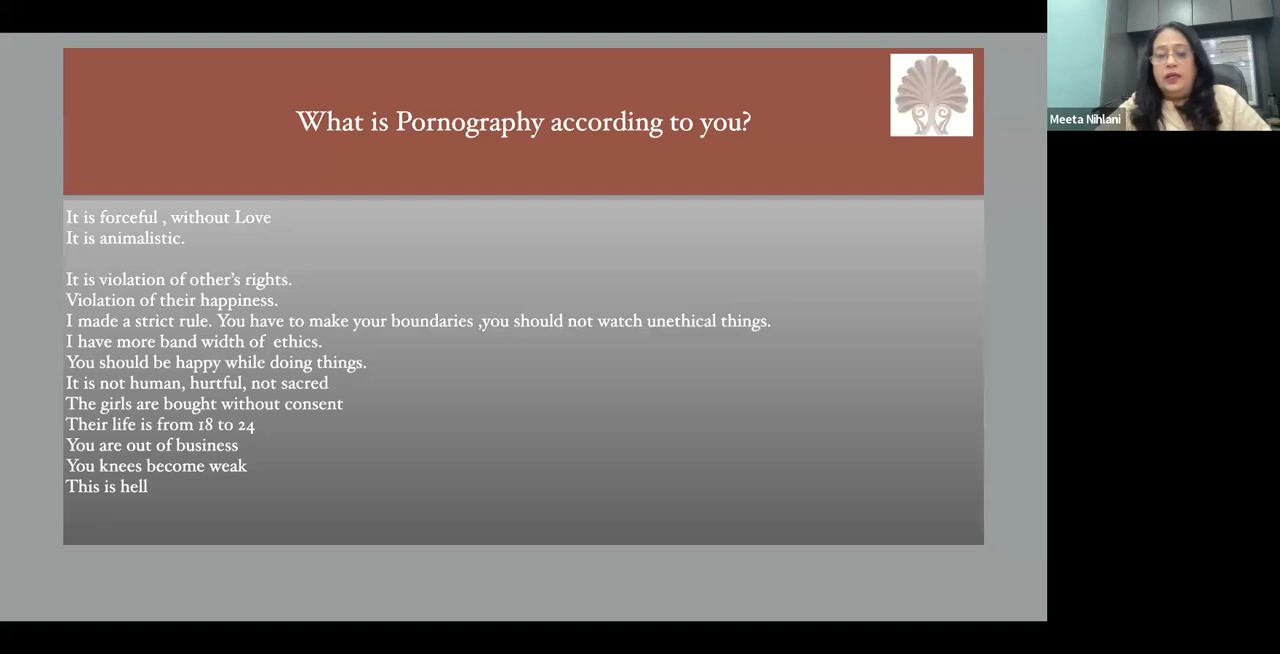 What is Pornography according to you?
It is forceful , without Love
It is animalistic.
It is violation of other's rights.
Violation of their happiness.
I made a strict rule. You have to make your boundaries ,you should not watch unethical things.
I have more band width of  ethics.
You should be happy while doing things.
It is not human, hurtful, not sacred
The girls are bought without consent
Their life is from 18 to 24
You are out of business
You knees become weak
This is hell
Meeta Nihlani